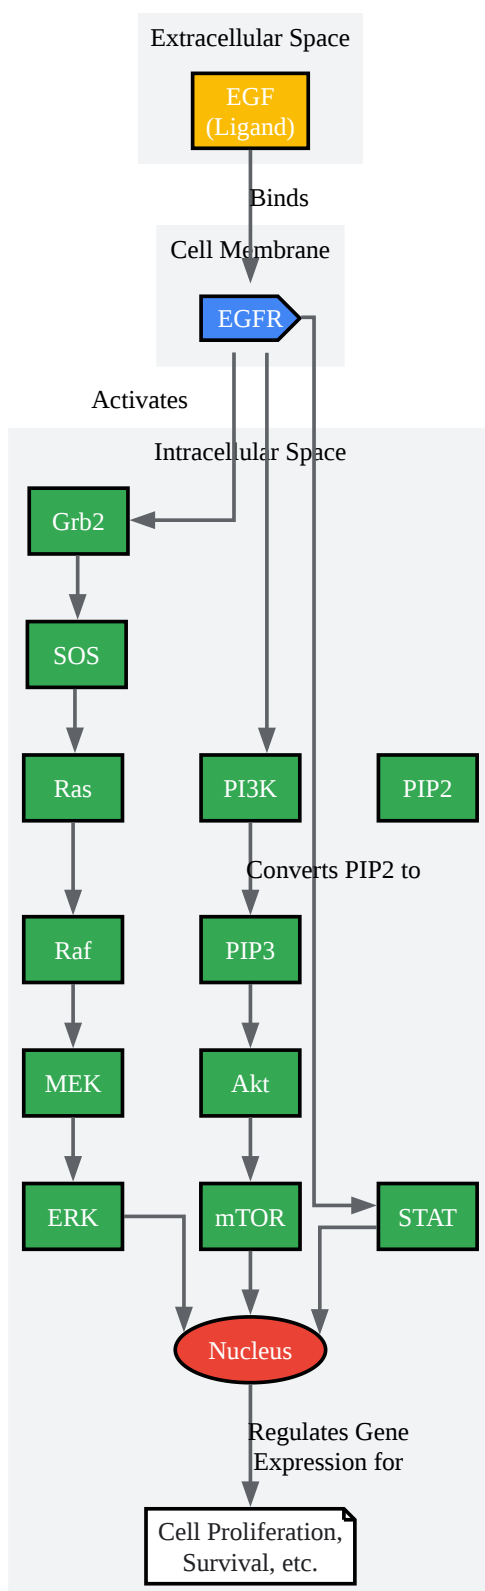 Extracellular Space
EGF
(Ligand)
Binds
Cell Membrane
EGFR
Activates
Intracellular Space
Grb2
SOS
Ras
PI3K
PIP2
Converts PIP2 to
Raf
PIP3
MEK
Akt
ERK
mTOR
STAT
Nucleus
Regulates Gene
Expression for
Cell Proliferation,
Survival, etc.